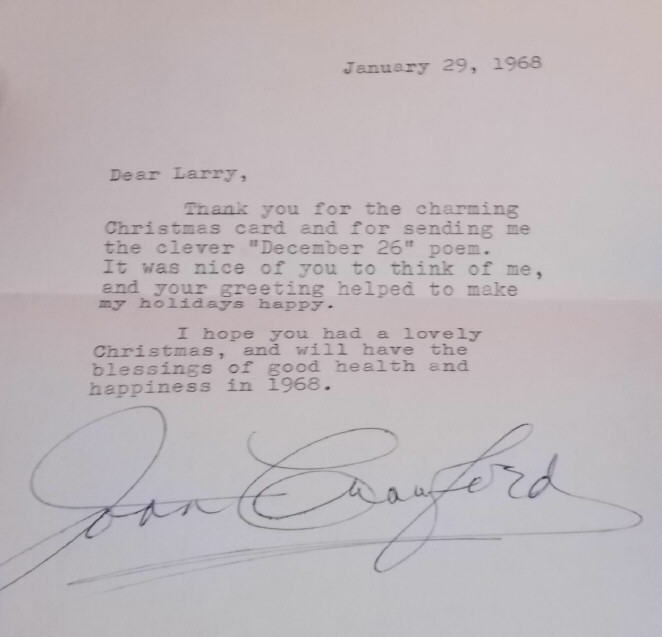 January 29, 1968
Dear Larry,
Thank you for the charming
Christmas card and for sending me
the clever "December 26" poem.
It was nice of you to think of me,
and your greeting helped to make
my holidays happy.
I hope you had a lovely
Christmas, and will have the
blessings of good health and
happiness in 1968.
Joan Crawford